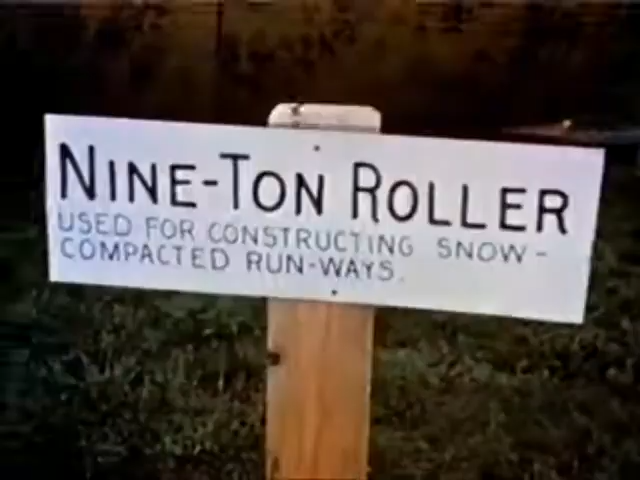 NINE-TON ROLLER
USED FOR CONSTRUCTING SNOW-
COMPACTED RUN-WAYS.